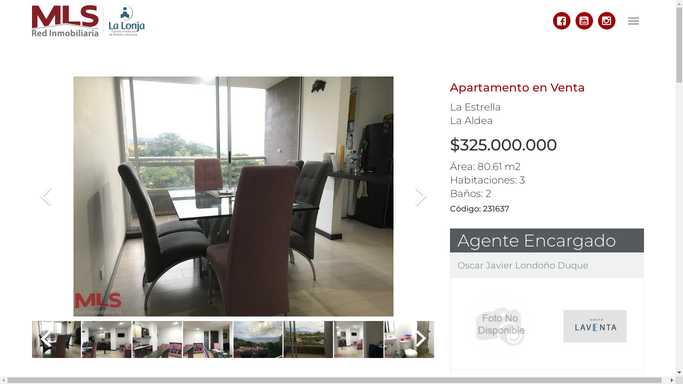 MLS
Red Inmobiliaria
La Lonja
Apartamento en Venta
La Estrella
La Aldea
$325.000.000
Área: 80.61 m2
Habitaciones: 3
Baños: 2
Código: 231637
MLS
Agente Encargado
Oscar Javier Londoño Duque
Foto No
Disponible
LAVENTA